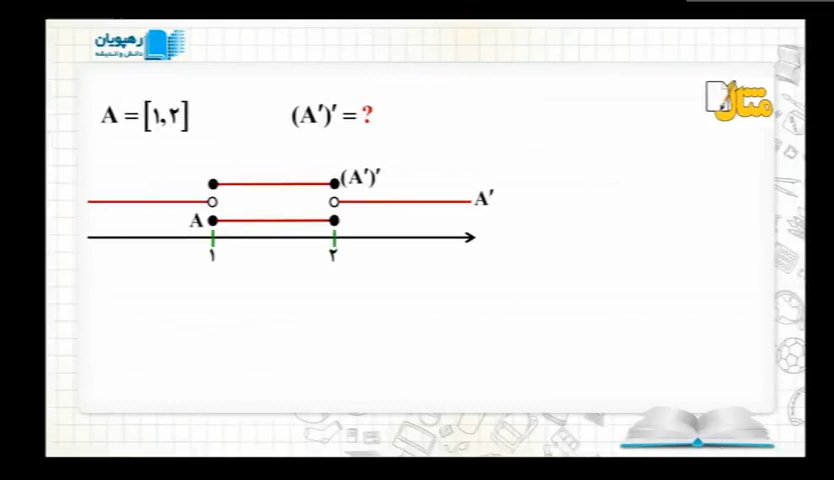 رهپویان
دانش و اندیشه
مثال
A = [۱,۲] (A′)′ = ?
(A′)′
A′
A
۱ ۲